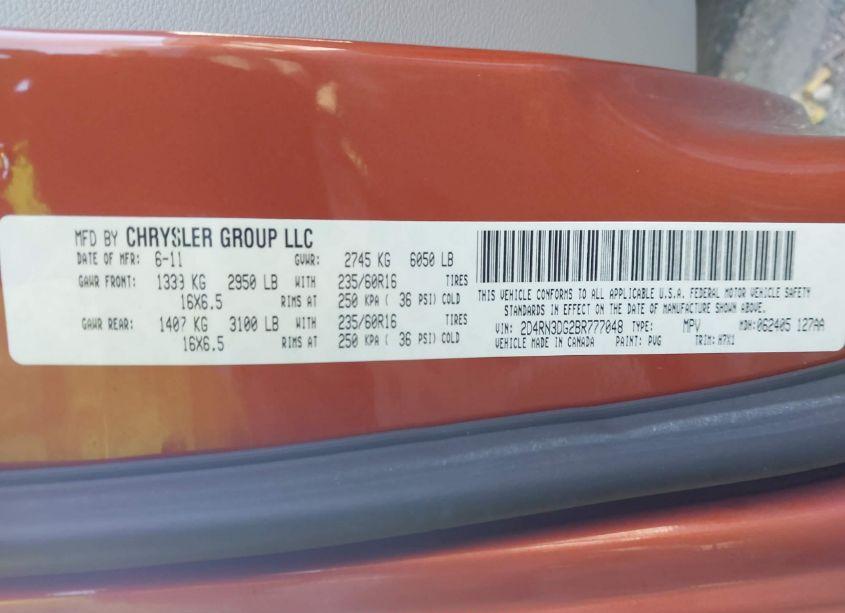 MFD BY CHRYSLER GROUP LLC
DATE OF MFR: 6-11 GVWR: 2745 KG 6050 LB
GAWR FRONT: 1333 KG 2950 LB WITH 235/60R16 TIRES
16X6.5 RIMS AT 250 KPA ( 36 PSI) COLD
GAWR REAR: 1407 KG 3100 LB WITH 235/60R16 TIRES
16X6.5 RIMS AT 250 KPA ( 36 PSI) COLD
THIS VEHICLE CONFORMS TO ALL APPLICABLE U.S.A. FEDERAL MOTOR VEHICLE SAFETY
STANDARDS IN EFFECT ON THE DATE OF MANUFACTURE SHOWN ABOVE.
VIN: 2D4RN3DG2BR777048 TYPE: MPV MDH:062405 127AA
VEHICLE MADE IN CANADA PAINT: PVG TRIM: H7X1